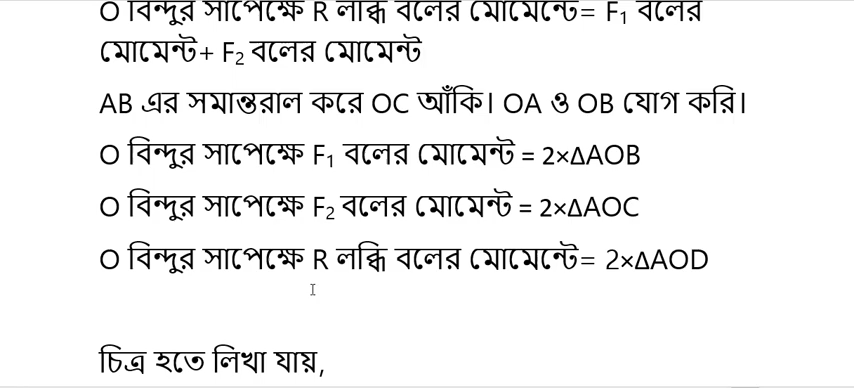 O বিন্দুর সাপেক্ষে R লব্ধি বলের মোমেন্টে= F₁ বলের
মোমেন্ট+ F₂ বলের মোমেন্ট
AB এর সমান্তরাল করে OC আঁকি। OA ও OB যোগ করি।
O বিন্দুর সাপেক্ষে F₁ বলের মোমেন্ট = 2×ΔAOB
O বিন্দুর সাপেক্ষে F₂ বলের মোমেন্ট = 2×ΔAOC
O বিন্দুর সাপেক্ষে R লব্ধি বলের মোমেন্টে= 2×ΔAOD
চিত্র হতে লিখা যায়,